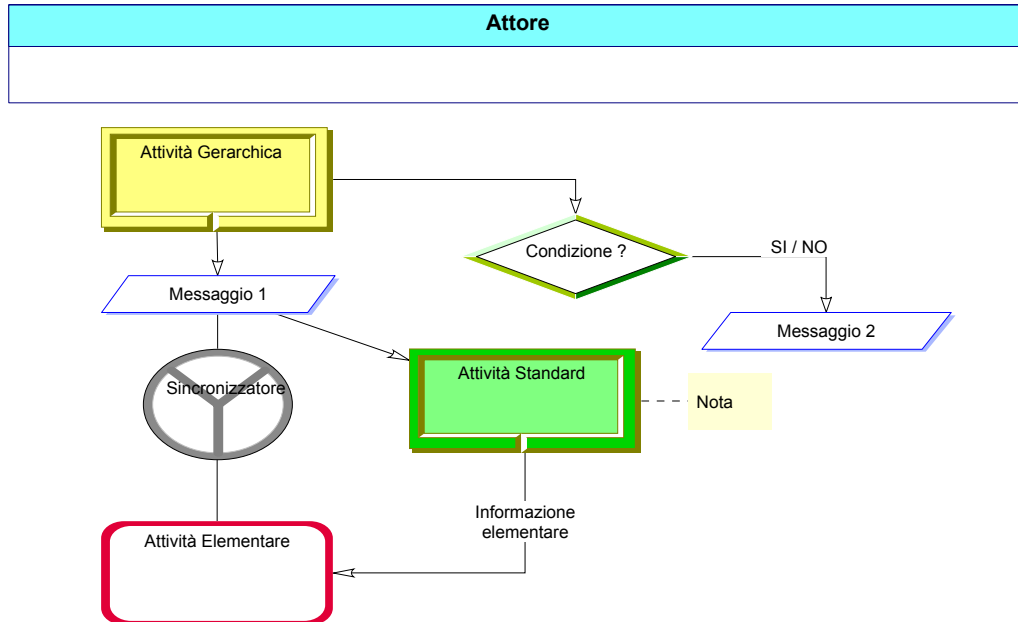 Attore
Attività Gerarchica
Condizione ?
SI / NO
Messaggio 1
Messaggio 2
Sincronizzatore
Attività Standard
Nota
Informazione
elementare
Attività Elementare